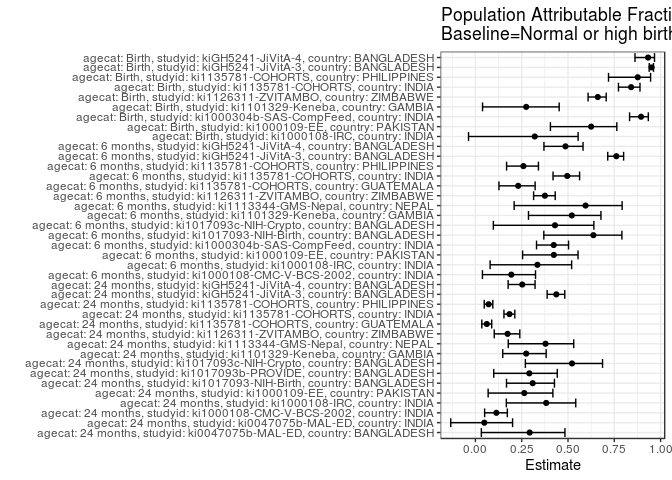 Population Attributable Fracti
Baseline=Normal or high birth
agecat: Birth, studyid: kiGH5241-JiVitA-4, country: BANGLADESH
agecat: Birth, studyid: kiGH5241-JiVitA-3, country: BANGLADESH
agecat: Birth, studyid: ki1135781-COHORTS, country: PHILIPPINES
agecat: Birth, studyid: ki1135781-COHORTS, country: INDIA
agecat: Birth, studyid: ki1126311-ZVITAMBO, country: ZIMBABWE
agecat: Birth, studyid: ki1101329-Keneba, country: GAMBIA
agecat: Birth, studyid: ki1000304b-SAS-CompFeed, country: INDIA
agecat: Birth, studyid: ki1000109-EE, country: PAKISTAN
agecat: Birth, studyid: ki1000108-IRC, country: INDIA
agecat: 6 months, studyid: kiGH5241-JiVitA-4, country: BANGLADESH
agecat: 6 months, studyid: kiGH5241-JiVitA-3, country: BANGLADESH
agecat: 6 months, studyid: ki1135781-COHORTS, country: PHILIPPINES
agecat: 6 months, studyid: ki1135781-COHORTS, country: INDIA
agecat: 6 months, studyid: ki1135781-COHORTS, country: GUATEMALA
agecat: 6 months, studyid: ki1126311-ZVITAMBO, country: ZIMBABWE
agecat: 6 months, studyid: ki1113344-GMS-Nepal, country: NEPAL
agecat: 6 months, studyid: ki1101329-Keneba, country: GAMBIA
agecat: 6 months, studyid: ki1017093c-NIH-Crypto, country: BANGLADESH
agecat: 6 months, studyid: ki1017093-NIH-Birth, country: BANGLADESH
agecat: 6 months, studyid: ki1000304b-SAS-CompFeed, country: INDIA
agecat: 6 months, studyid: ki1000109-EE, country: PAKISTAN
agecat: 6 months, studyid: ki1000108-IRC, country: INDIA
agecat: 6 months, studyid: ki1000108-CMC-V-BCS-2002, country: INDIA
agecat: 24 months, studyid: kiGH5241-JiVitA-4, country: BANGLADESH
agecat: 24 months, studyid: kiGH5241-JiVitA-3, country: BANGLADESH
agecat: 24 months, studyid: ki1135781-COHORTS, country: PHILIPPINES
agecat: 24 months, studyid: ki1135781-COHORTS, country: INDIA
agecat: 24 months, studyid: ki1135781-COHORTS, country: GUATEMALA
agecat: 24 months, studyid: ki1126311-ZVITAMBO, country: ZIMBABWE
agecat: 24 months, studyid: ki1113344-GMS-Nepal, country: NEPAL
agecat: 24 months, studyid: ki1101329-Keneba, country: GAMBIA
agecat: 24 months, studyid: ki1017093c-NIH-Crypto, country: BANGLADESH
agecat: 24 months, studyid: ki1017093b-PROVIDE, country: BANGLADESH
agecat: 24 months, studyid: ki1017093-NIH-Birth, country: BANGLADESH
agecat: 24 months, studyid: ki1000109-EE, country: PAKISTAN
agecat: 24 months, studyid: ki1000108-IRC, country: INDIA
agecat: 24 months, studyid: ki1000108-CMC-V-BCS-2002, country: INDIA
agecat: 24 months, studyid: ki0047075b-MAL-ED, country: INDIA
agecat: 24 months, studyid: ki0047075b-MAL-ED, country: BANGLADESH
0.00 0.25 0.50 0.75 1.00
Estimate